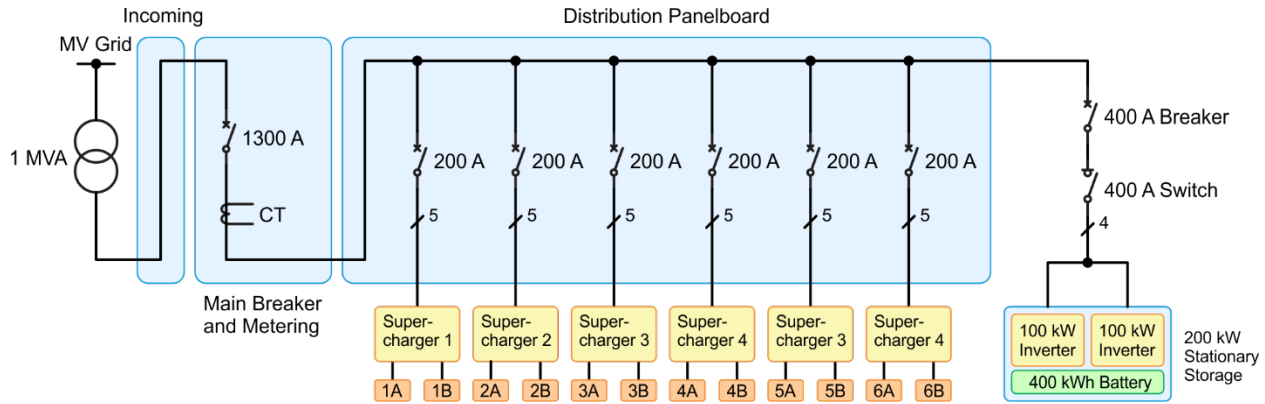 Incoming
Distribution Panelboard
MV Grid
1 MVA
1300 A
CT
Main Breaker
and Metering
200 A
200 A
200 A
200 A
200 A
200 A
5
5
5
5
5
5
400 A Breaker
400 A Switch
4
Super-
charger 1
Super-
charger 2
Super-
charger 3
Super-
charger 4
Super-
charger 3
Super-
charger 4
1A
1B
2A
2B
3A
3B
4A
4B
5A
5B
6A
6B
100 kW
Inverter
100 kW
Inverter
400 kWh Battery
200 kW
Stationary
Storage